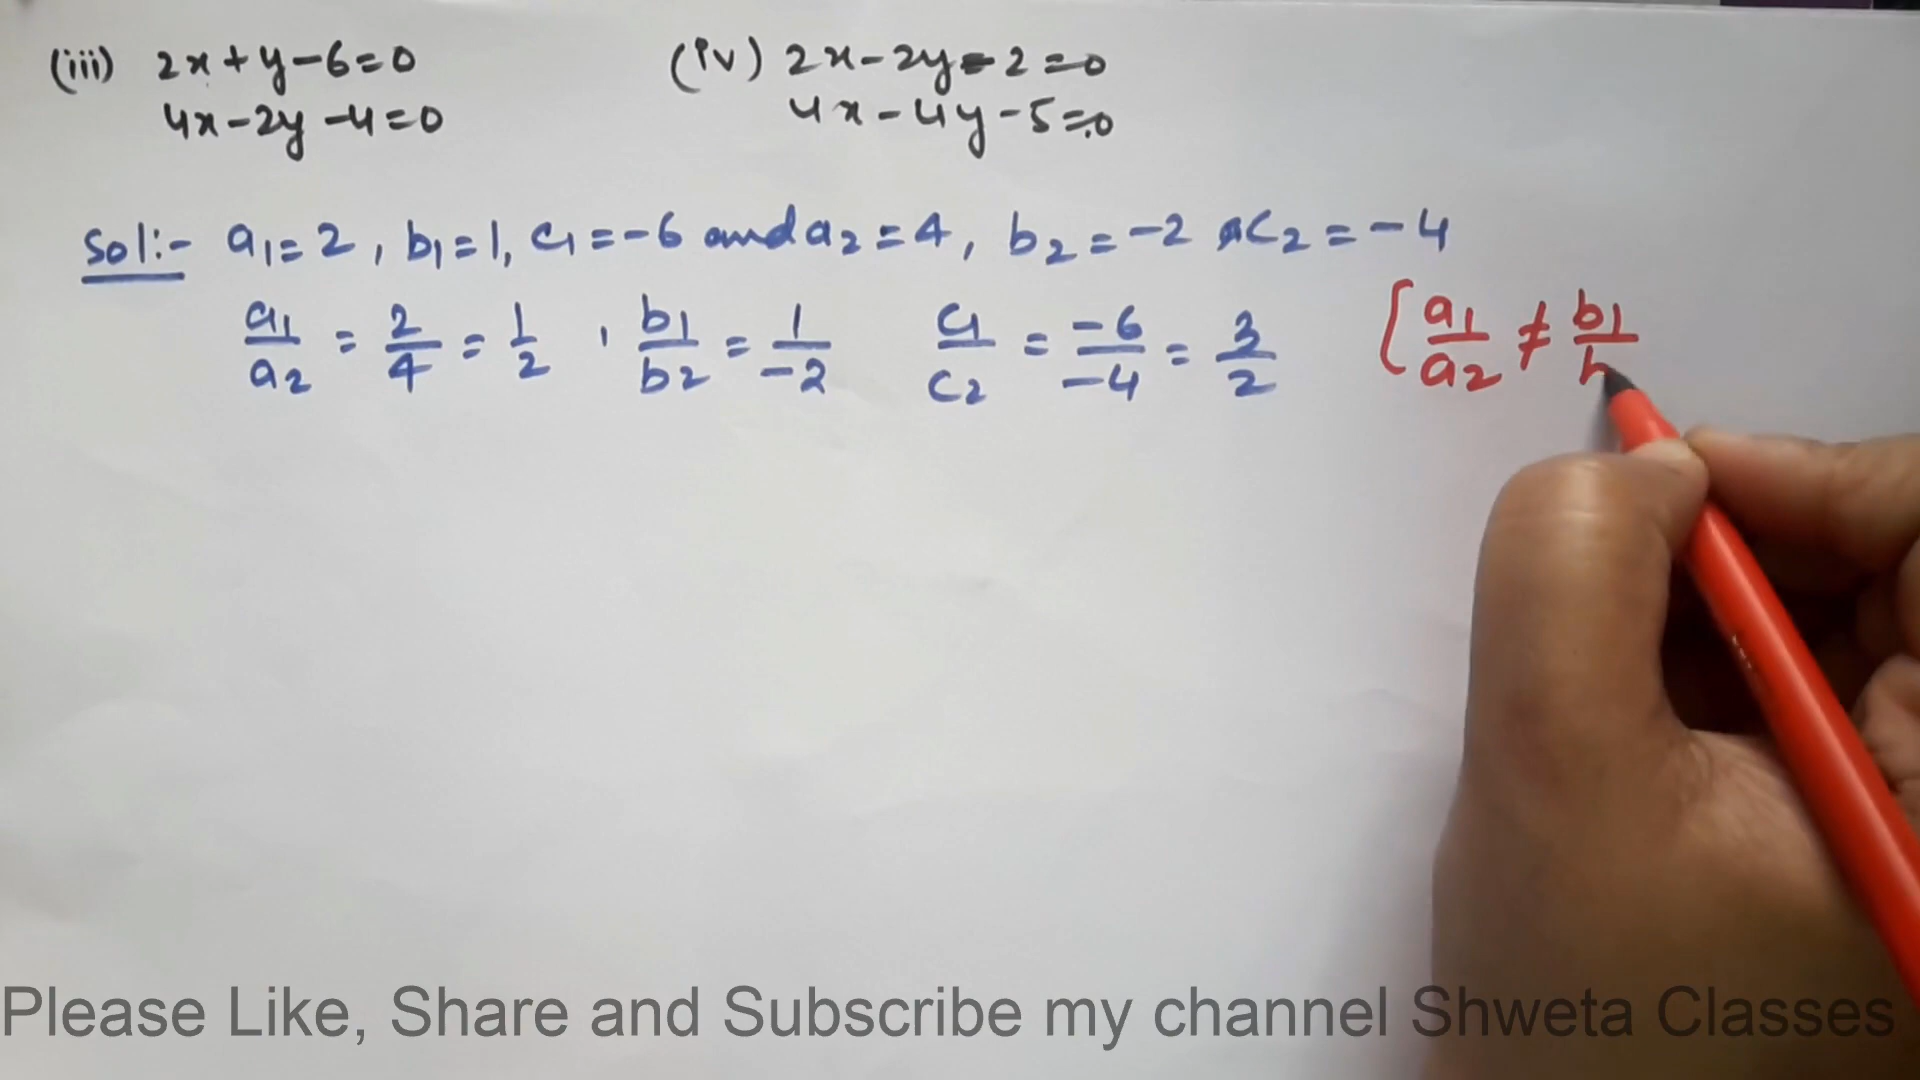 (iii) 2x+y-6=0 (iv) 2x-2y-2=0
4x-2y-4=0 4x-4y-5=0
Sol:- a1=2, b1=1, c1=-6 and a2=4, b2=-2 c2=-4
a1/a2 = 2/4 = 1/2, b1/b2 = 1/-2 c1/c2 = -6/-4 = 3/2 [a1/a2 ≠ b1/b
Please Like, Share and Subscribe my channel Shweta Classes